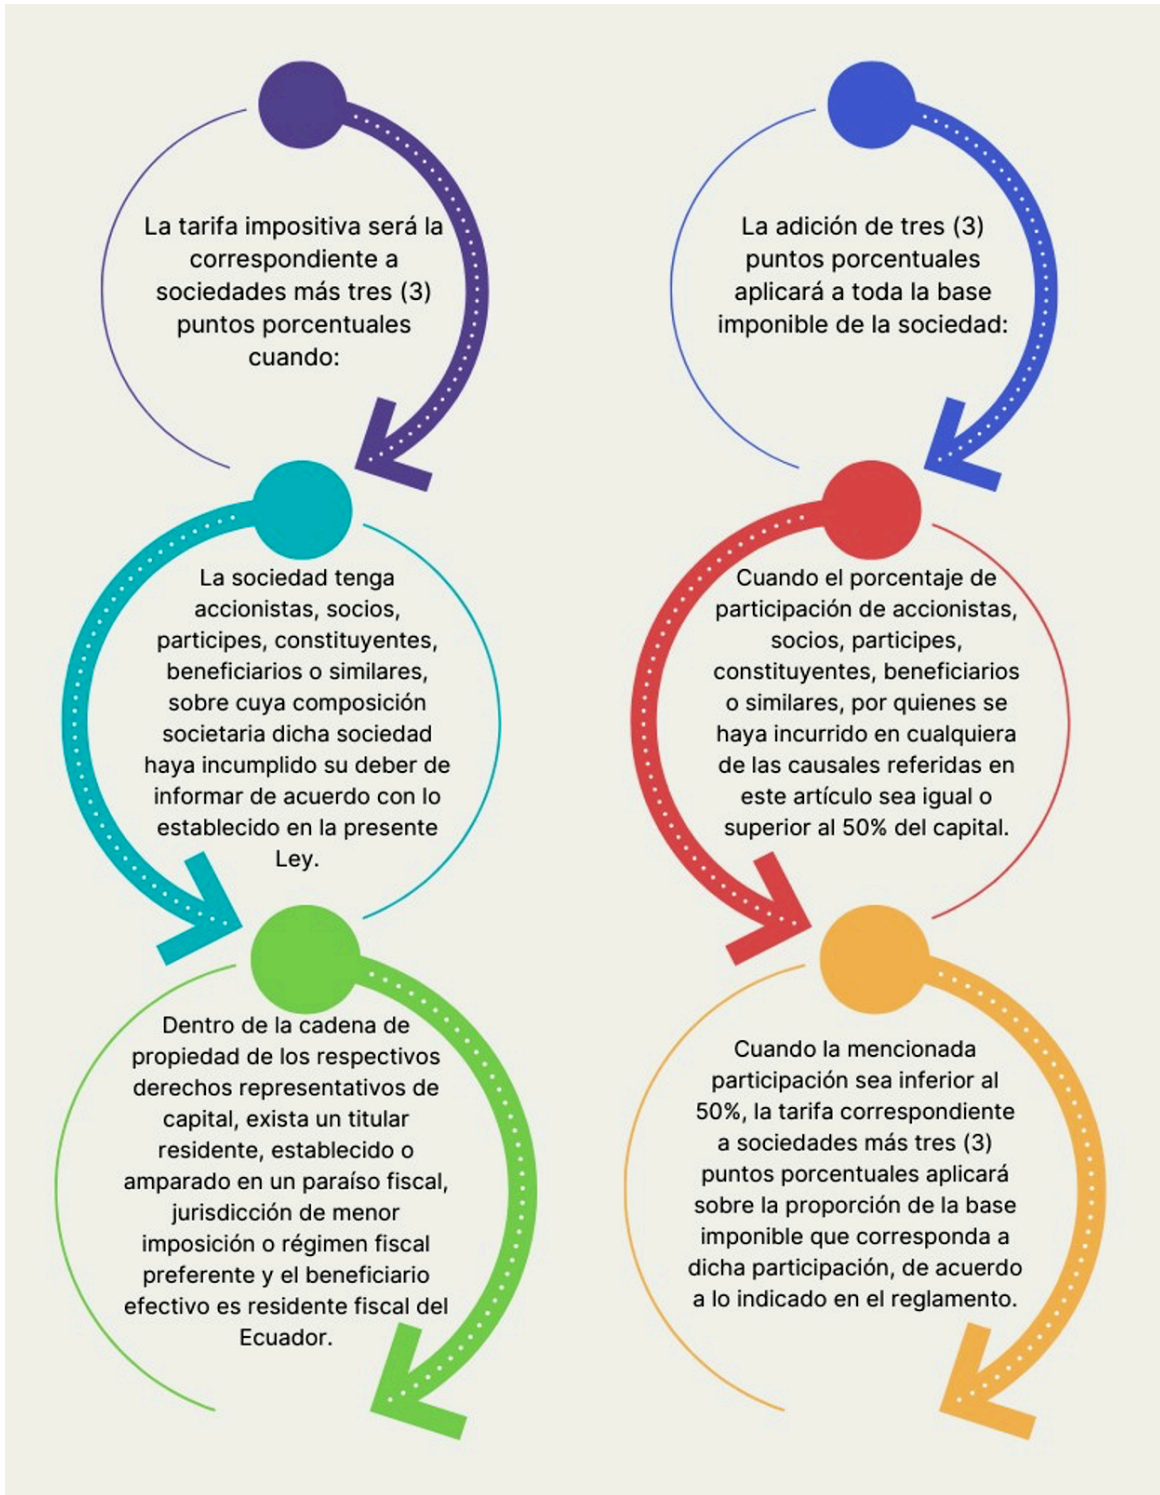 La tarifa impositiva será la
correspondiente a
sociedades más tres (3)
puntos porcentuales
cuando:
La sociedad tenga
accionistas, socios,
participes, constituyentes,
beneficiarios o similares,
sobre cuya composición
societaria dicha sociedad
haya incumplido su deber de
informar de acuerdo con lo
establecido en la presente
Ley.
Dentro de la cadena de
propiedad de los respectivos
derechos representativos de
capital, exista un titular
residente, establecido o
amparado en un paraíso fiscal,
jurisdicción de menor
imposición o régimen fiscal
preferente y el beneficiario
efectivo es residente fiscal del
Ecuador.
La adición de tres (3)
puntos porcentuales
aplicará a toda la base
imponible de la sociedad:
Cuando el porcentaje de
participación de accionistas,
socios, participes,
constituyentes, beneficiarios
o similares, por quienes se
haya incurrido en cualquiera
de las causales referidas en
este artículo sea igual o
superior al 50% del capital.
Cuando la mencionada
participación sea inferior al
50%, la tarifa correspondiente
a sociedades más tres (3)
puntos porcentuales aplicará
sobre la proporción de la base
imponible que corresponda a
dicha participación, de acuerdo
a lo indicado en el reglamento.